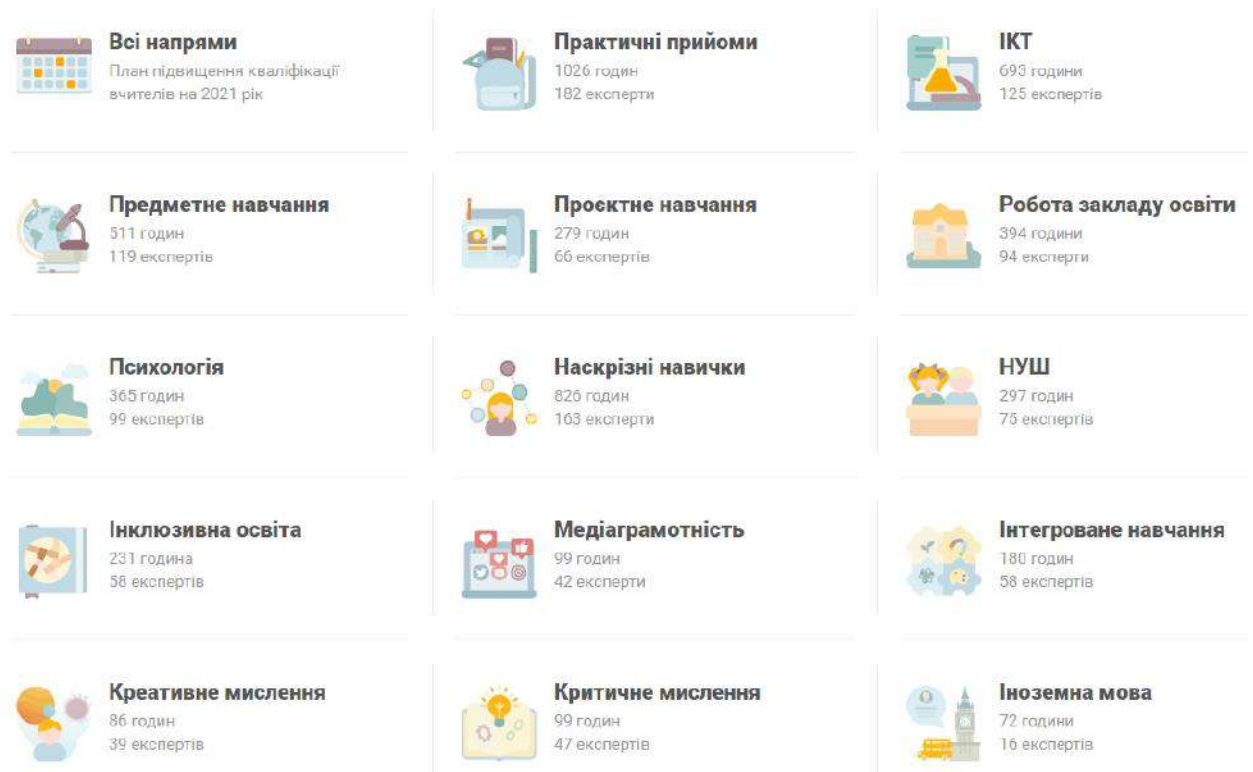 Всі напрями
План підвищення кваліфікації
вчителів на 2021 рік
Практичні прийоми
1026 годин
182 експерти
ІКТ
693 години
125 експертів
Предметне навчання
511 годин
119 експертів
Проєктне навчання
279 годин
66 експертів
Робота закладу освіти
394 години
94 експерти
Психологія
365 годин
99 експертів
Наскрізні навички
826 годин
163 експерти
НУШ
297 годин
75 експертів
Інклюзивна освіта
231 година
58 експертів
Медіаграмотність
99 годин
42 експерти
Інтегроване навчання
180 годин
58 експертів
Креативне мислення
86 годин
39 експертів
Критичне мислення
99 годин
47 експертів
Іноземна мова
72 години
16 експертів